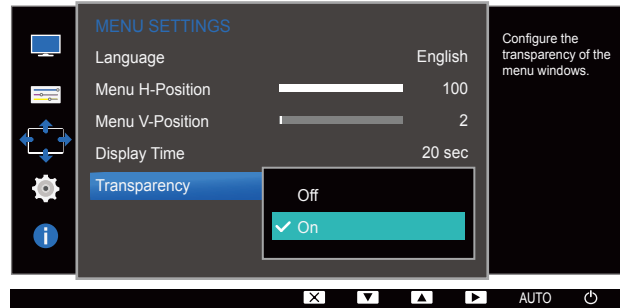 MENU SETTINGS
Language English
Menu H-Position 100
Menu V-Position 2
Display Time 20 sec
Transparency
Off
On
Configure the
transparency of the
menu windows.
AUTO